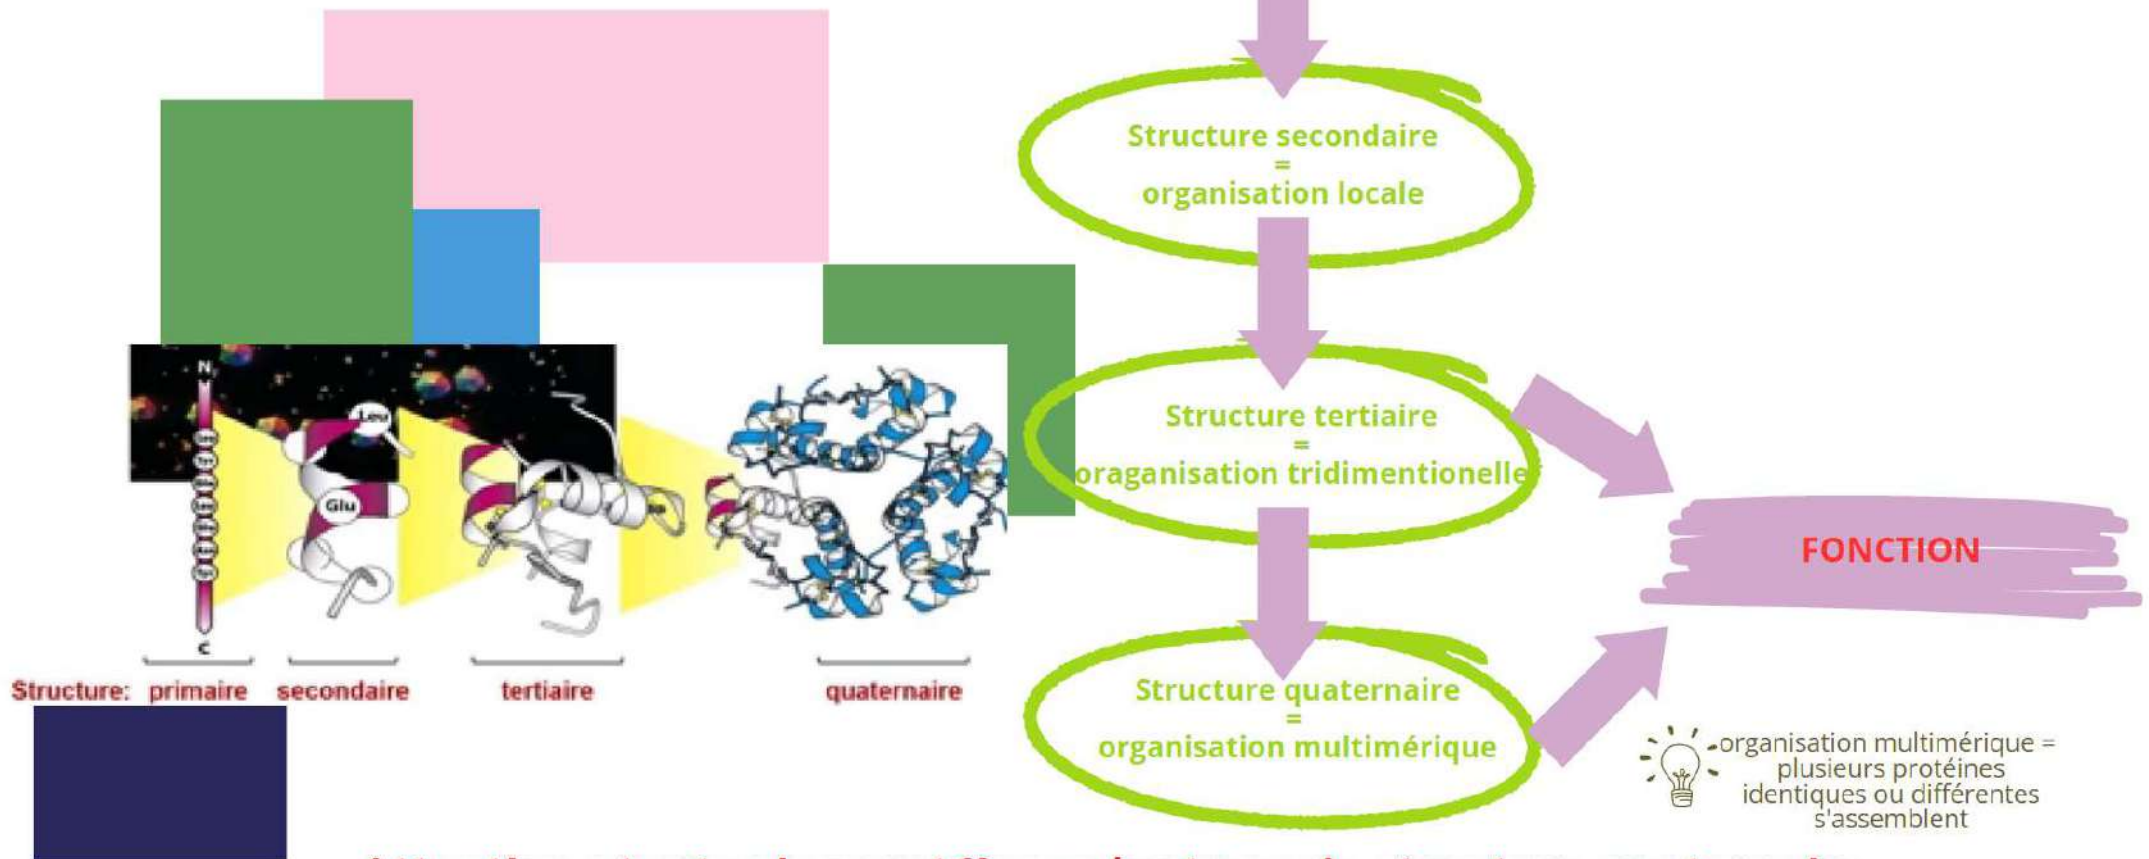 Structure secondaire
=
organisation locale
Structure tertiaire
=
oraganisation tridimentionelle
FONCTION
Structure quaternaire
=
organisation multimérique
organisation multimérique =
plusieurs protéines
identiques ou différentes
s'assemblent
N
Leu
Glu
C
Structure: primaire secondaire tertiaire quaternaire